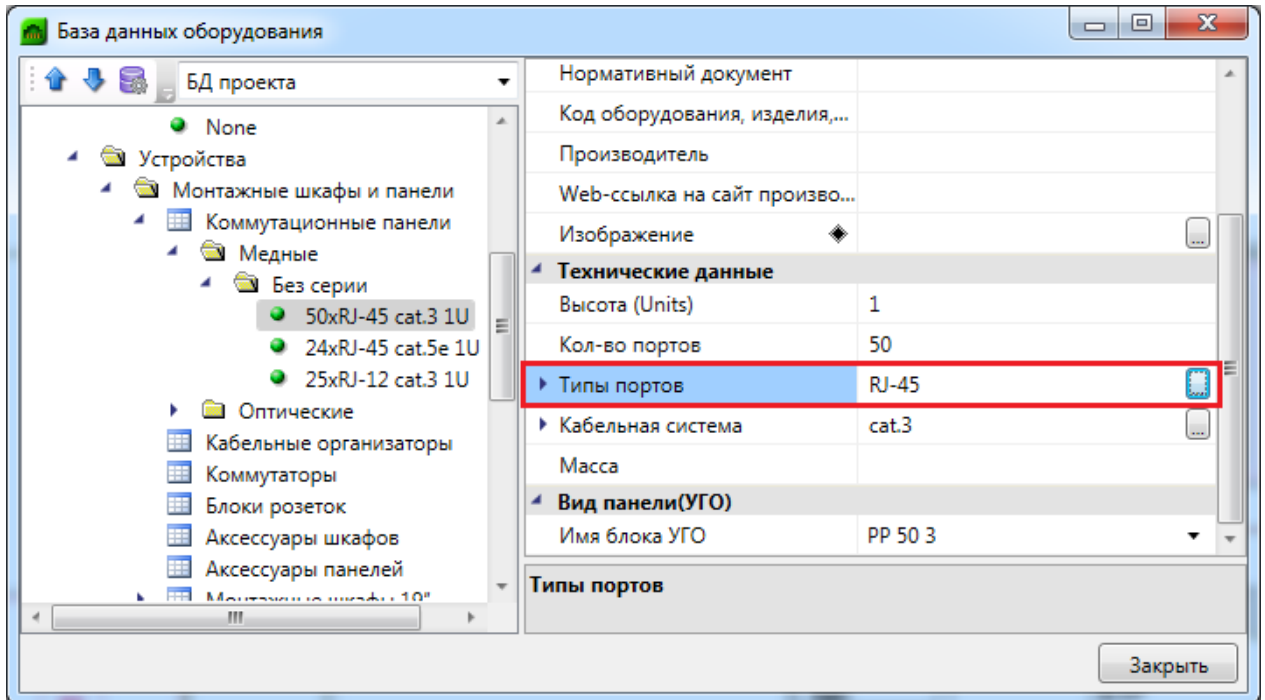 База данных оборудования
БД проекта
None
Устройства
Монтажные шкафы и панели
Коммутационные панели
Медные
Без серии
50xRJ-45 cat.3 1U
24xRJ-45 cat.5e 1U
25xRJ-12 cat.3 1U
Оптические
Кабельные организаторы
Коммутаторы
Блоки розеток
Аксессуары шкафов
Аксессуары панелей
Монтажные шкафы 19"
Нормативный документ
Код оборудования, изделия,...
Производитель
Web-ссылка на сайт произво...
Изображение
...
Технические данные
Высота (Units) 1
Кол-во портов 50
Типы портов RJ-45 ...
Кабельная система cat.3 ...
Масса
Вид панели(УГО)
Имя блока УГО PP 50 3
Типы портов
Закрыть